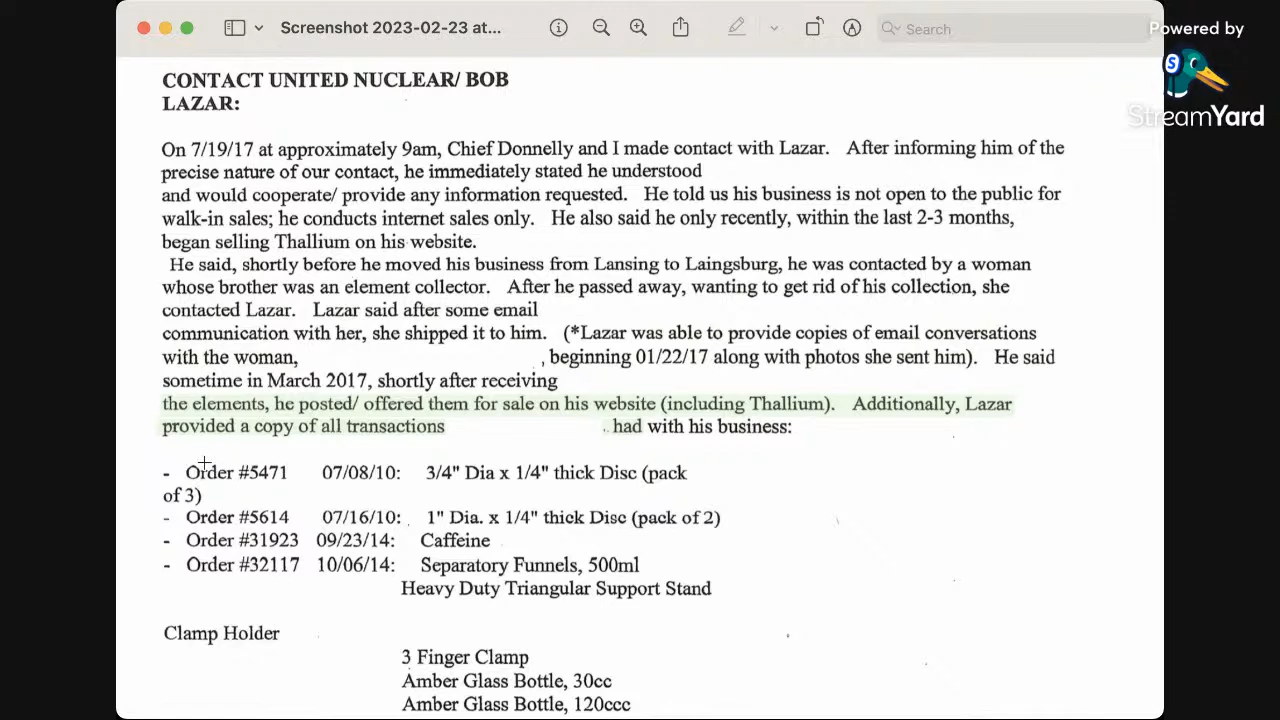 Screenshot 2023-02-23 at...
Search
Powered by
StreamYard
CONTACT UNITED NUCLEAR/ BOB
LAZAR:
On 7/19/17 at approximately 9am, Chief Donnelly and I made contact with Lazar. After informing him of the
precise nature of our contact, he immediately stated he understood
and would cooperate/ provide any information requested. He told us his business is not open to the public for
walk-in sales; he conducts internet sales only. He also said he only recently, within the last 2-3 months,
began selling Thallium on his website.
He said, shortly before he moved his business from Lansing to Laingsburg, he was contacted by a woman
whose brother was an element collector. After he passed away, wanting to get rid of his collection, she
contacted Lazar. Lazar said after some email
communication with her, she shipped it to him. (*Lazar was able to provide copies of email conversations
with the woman, , beginning 01/22/17 along with photos she sent him). He said
sometime in March 2017, shortly after receiving
the elements, he posted/ offered them for sale on his website (including Thallium). Additionally, Lazar
provided a copy of all transactions had with his business:
- Order #5471 07/08/10: 3/4" Dia x 1/4" thick Disc (pack
of 3)
- Order #5614 07/16/10: 1" Dia. x 1/4" thick Disc (pack of 2)
- Order #31923 09/23/14: Caffeine
- Order #32117 10/06/14: Separatory Funnels, 500ml
Heavy Duty Triangular Support Stand
Clamp Holder
3 Finger Clamp
Amber Glass Bottle, 30cc
Amber Glass Bottle, 120ccc